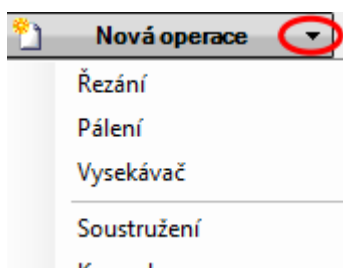 Nová operace
Řezání
Pálení
Vysekávač
Soustružení